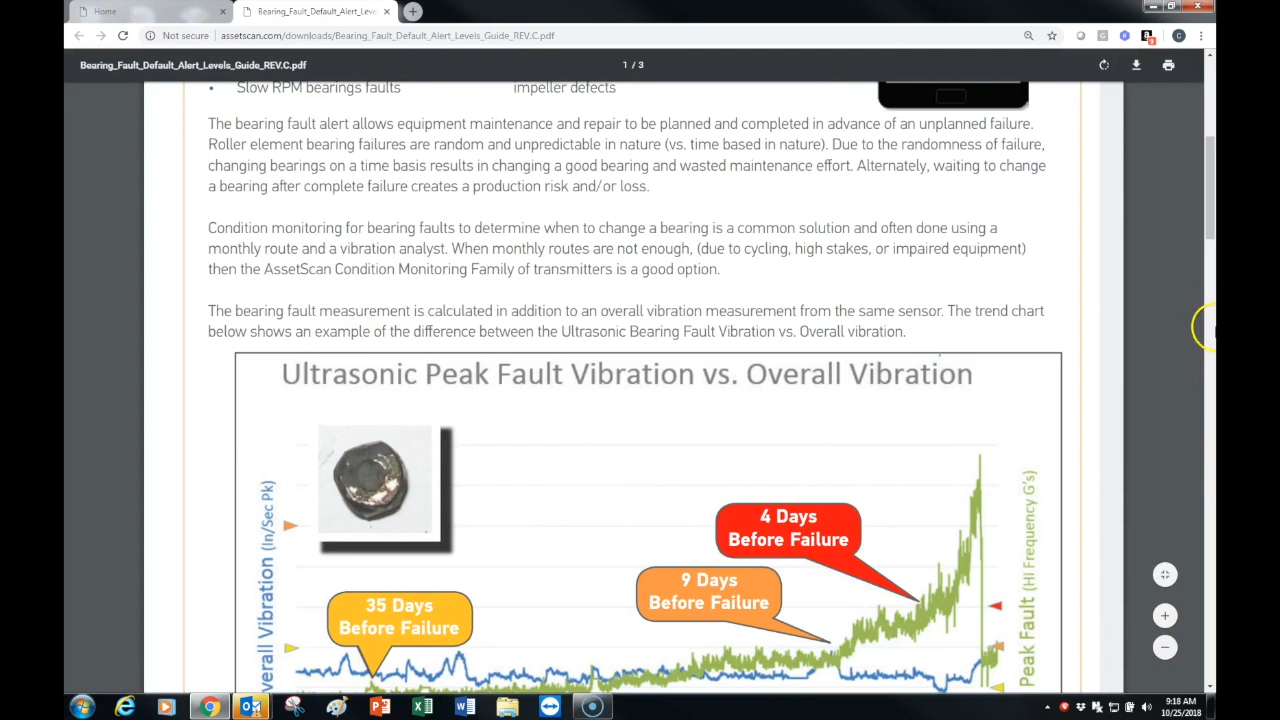 Home
Bearing_Fault_Default_Alert_Leve
Not secure | assetscan.com/downloads/Bearing_Fault_Default_Alert_Levels_Guide_REV.C.pdf
Bearing_Fault_Default_Alert_Levels_Guide_REV.C.pdf
1 / 3
• Slow RPM bearings faults
impeller defects
The bearing fault alert allows equipment maintenance and repair to be planned and completed in advance of an unplanned failure.
Roller element bearing failures are random and unpredictable in nature (vs. time based in nature). Due to the randomness of failure,
changing bearings on a time basis results in changing a good bearing and wasted maintenance effort. Alternately, waiting to change
a bearing after complete failure creates a production risk and/or loss.
Condition monitoring for bearing faults to determine when to change a bearing is a common solution and often done using a
monthly route and a vibration analyst. When monthly routes are not enough, (due to cycling, high stakes, or impaired equipment)
then the AssetScan Condition Monitoring Family of transmitters is a good option.
The bearing fault measurement is calculated in addition to an overall vibration measurement from the same sensor. The trend chart
below shows an example of the difference between the Ultrasonic Bearing Fault Vibration vs. Overall vibration.
Ultrasonic Peak Fault Vibration vs. Overall Vibration
verall Vibration (In/Sec Pk)
Peak Fault (Hi Frequency G's)
4 Days
Before Failure
9 Days
Before Failure
35 Days
Before Failure
9:18 AM
10/25/2018